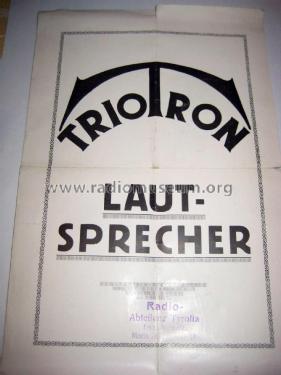 TRIOTRON
www.radiomuseum.org
LAUT-
SPRECHER
Radio-
Abteilung Tyrolia